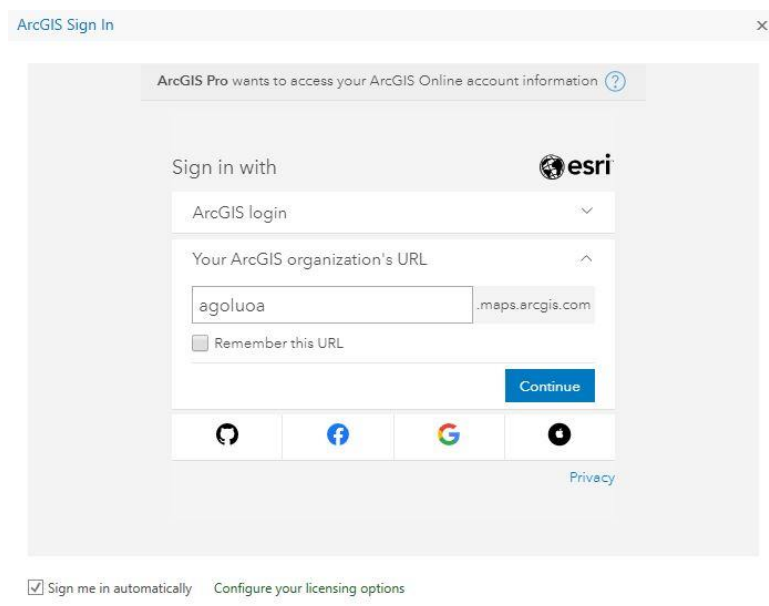 ArcGIS Sign In
ArcGIS Pro wants to access your ArcGIS Online account information ?
Sign in with
esri
ArcGIS login
Your ArcGIS organization's URL
agoluoa .maps.arcgis.com
Remember this URL
Continue
Privacy
Sign me in automatically Configure your licensing options